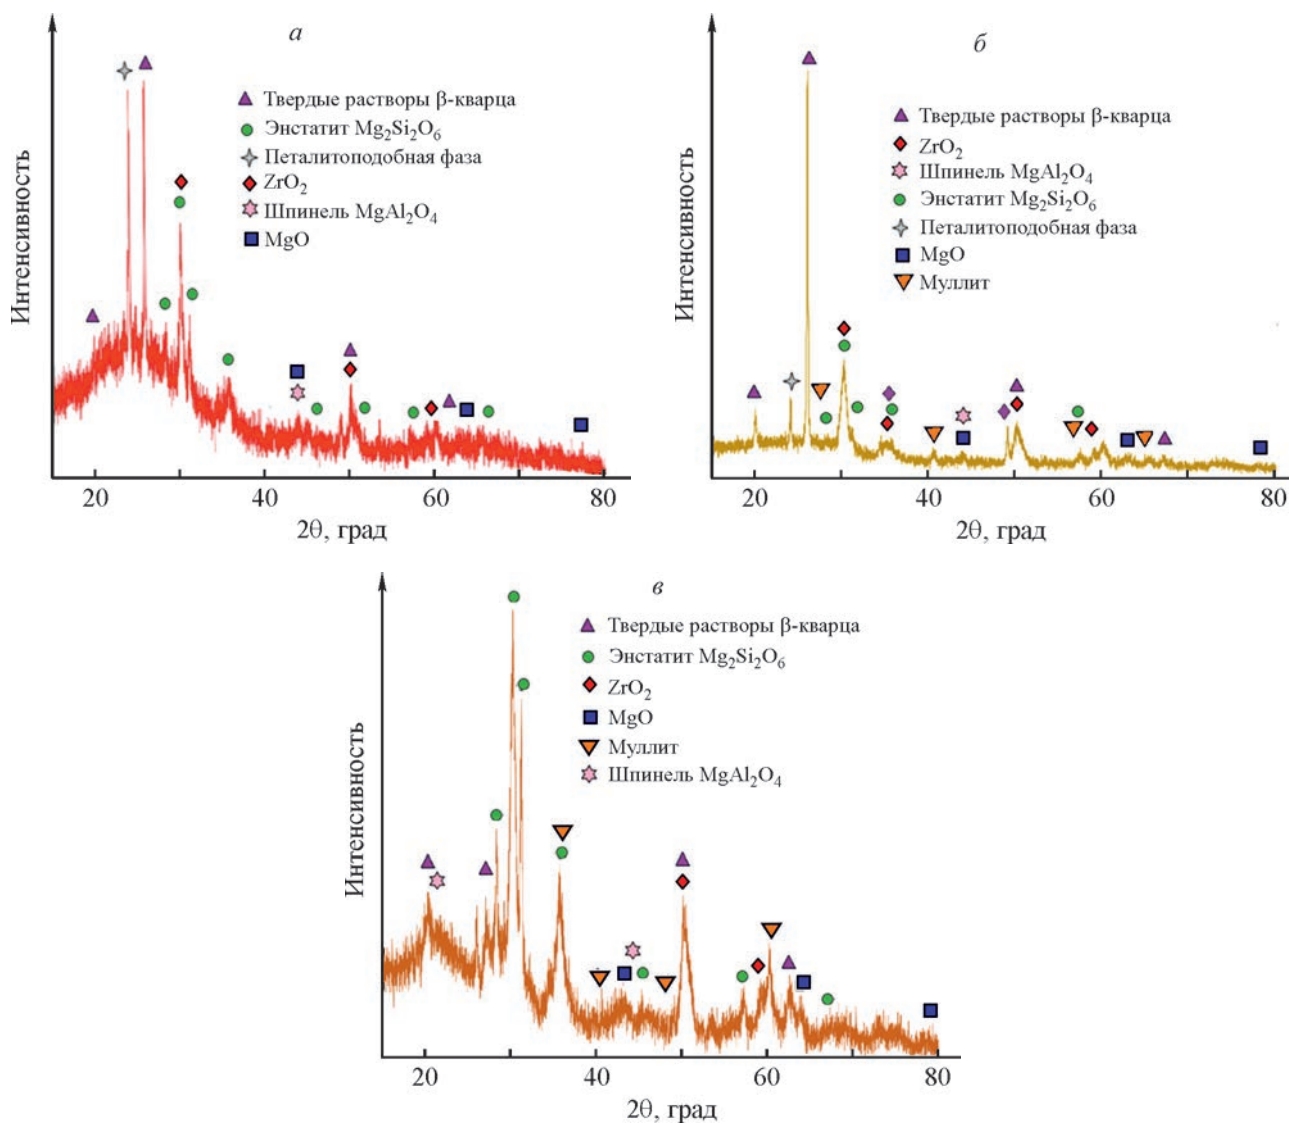 а
Интенсивность
Твердые растворы β-кварца
Энстатит Mg₂Si₂O₆
Петалитоподобная фаза
ZrO₂
Шпинель MgAl₂O₄
MgO
20 40 60 80
2θ, град
б
Интенсивность
Твердые растворы β-кварца
ZrO₂
Шпинель MgAl₂O₄
Энстатит Mg₂Si₂O₆
Петалитоподобная фаза
MgO
Муллит
20 40 60 80
2θ, град
в
Интенсивность
Твердые растворы β-кварца
Энстатит Mg₂Si₂O₆
ZrO₂
MgO
Муллит
Шпинель MgAl₂O₄
20 40 60 80
2θ, град